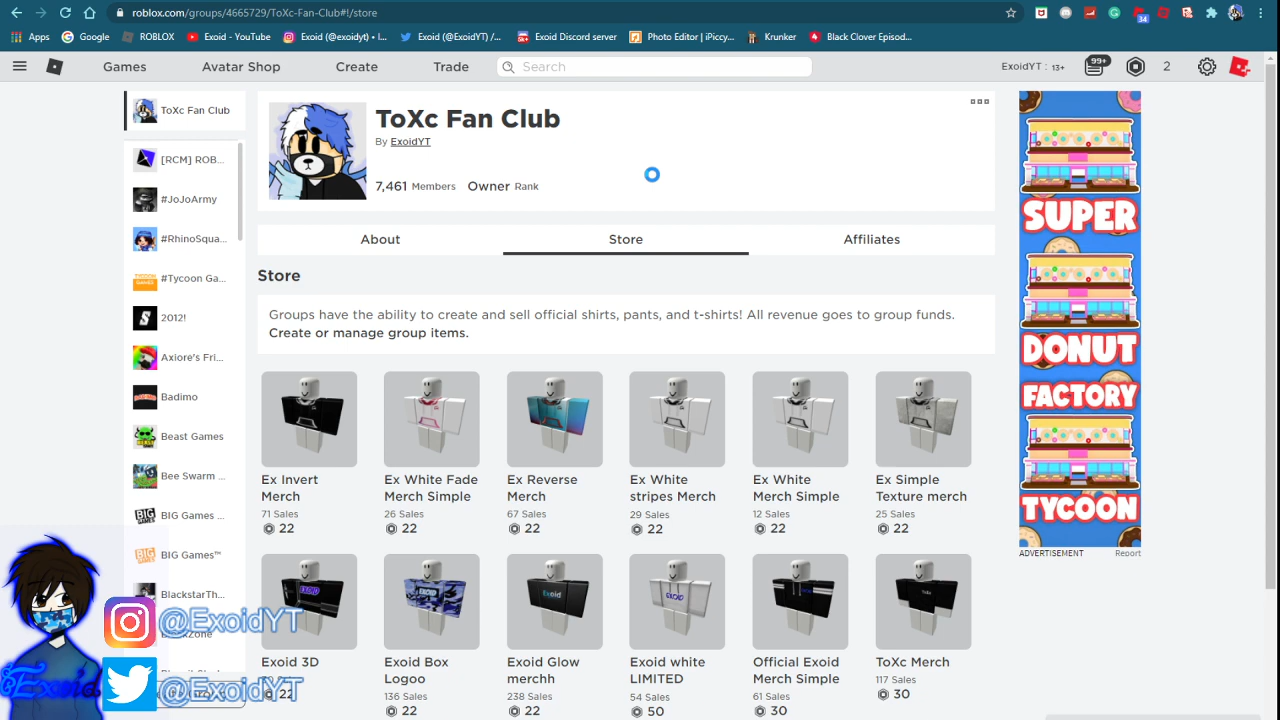 roblox.com/groups/4665729/ToXc-Fan-Club#!/store
34
Apps Google ROBLOX Exoid - YouTube Exoid (@exoidyt) • I... Exoid (@ExoidYT) /... Exoid Discord server Photo Editor | iPiccy... Krunker Black Clover Episod...
Games Avatar Shop Create Trade Search ExoidYT : 13+ 99+ 2
ToXc Fan Club
[RCM] ROB...
#JoJoArmy
#RhinoSqua...
#Tycoon Ga...
2012!
Axiore's Fri...
Badimo
Beast Games
Bee Swarm ...
BIG Games ...
BIG Games™
BlackstarTh...
ToXc Fan Club
By ExoidYT
7,461 Members Owner Rank
About Store Affiliates
Store
Groups have the ability to create and sell official shirts, pants, and t-shirts! All revenue goes to group funds.
Create or manage group items.
Ex Invert
Merch
71 Sales
22
Ex White Fade
Merch Simple
26 Sales
22
Ex Reverse
Merch
67 Sales
22
Ex White
stripes Merch
29 Sales
22
Ex White
Merch Simple
12 Sales
22
Ex Simple
Texture merch
25 Sales
22
Exoid 3D
22
Exoid Box
Logoo
136 Sales
22
Exoid Glow
merchh
238 Sales
22
Exoid white
LIMITED
54 Sales
50
Official Exoid
Merch Simple
61 Sales
30
ToXc Merch
117 Sales
30
SUPER
DONUT
FACTORY
TYCOON
ADVERTISEMENT Report
Exoid
@ExoidYT
@ExoidYT